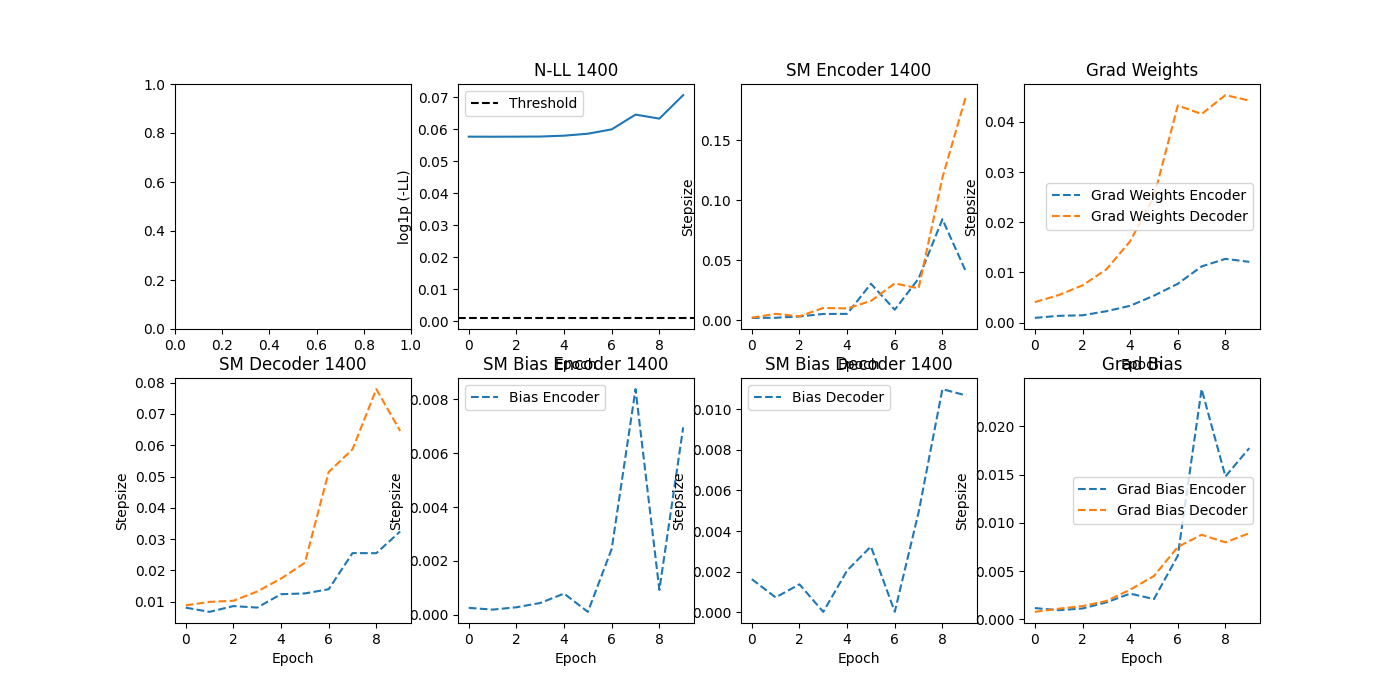 N-LL 1400
SM Encoder 1400
Grad Weights
1.0
0.8
0.6
0.4
0.2
0.0
0.0 0.2 0.4 0.6 0.8 1.0
log1p (-LL)
0.07
0.06
0.05
0.04
0.03
0.02
0.01
0.00
Threshold
0 2 4 6 8
Epoch
Stepsize
0.15
0.10
0.05
0.00
0 2 4 6 8
Epoch
Stepsize
0.04
0.03
0.02
0.01
0.00
Grad Weights Encoder
Grad Weights Decoder
0 2 4 6 8
Epoch
SM Decoder 1400
SM Bias Encoder 1400
SM Bias Decoder 1400
Grad Bias
Stepsize
0.08
0.07
0.06
0.05
0.04
0.03
0.02
0.01
0 2 4 6 8
Epoch
Stepsize
0.008
0.006
0.004
0.002
0.000
Bias Encoder
0 2 4 6 8
Epoch
Stepsize
0.010
0.008
0.006
0.004
0.002
0.000
Bias Decoder
0 2 4 6 8
Epoch
Stepsize
0.020
0.015
0.010
0.005
0.000
Grad Bias Encoder
Grad Bias Decoder
0 2 4 6 8
Epoch